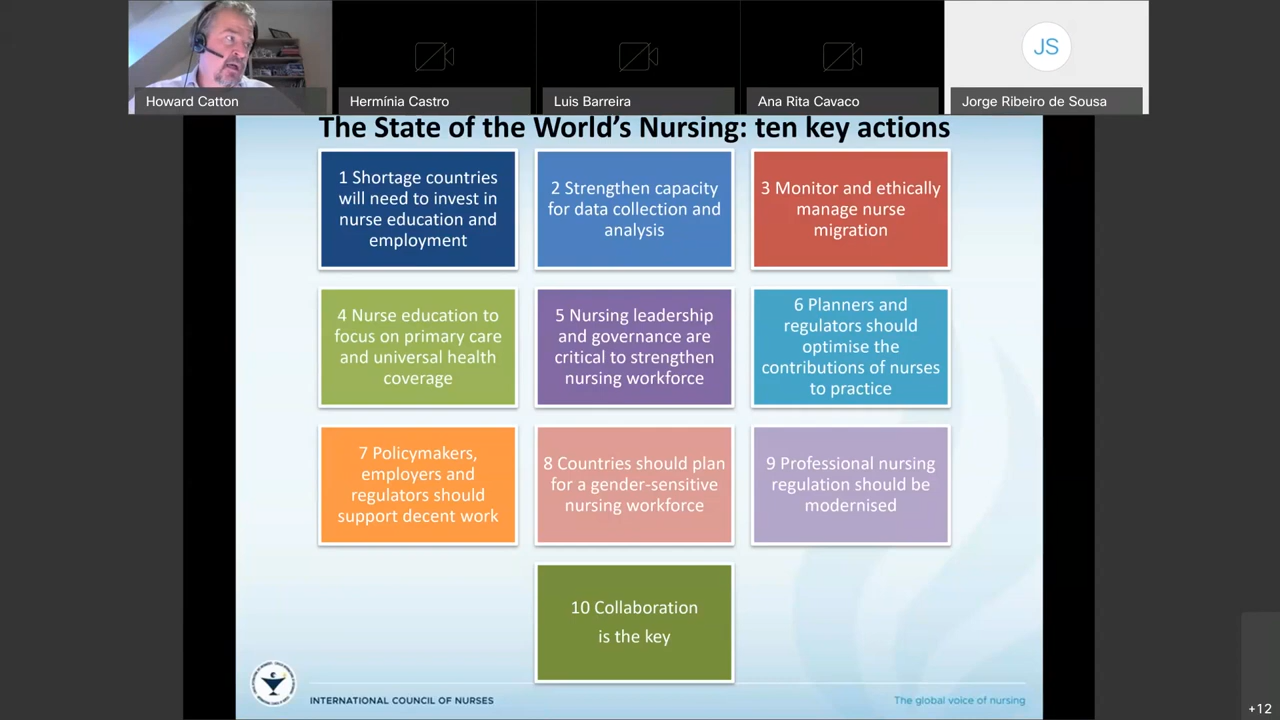 Howard Catton
Hermínia Castro
Luis Barreira
Ana Rita Cavaco
JS
Jorge Ribeiro de Sousa
The State of the World's Nursing: ten key actions
1 Shortage countries
will need to invest in
nurse education and
employment
2 Strengthen capacity
for data collection and
analysis
3 Monitor and ethically
manage nurse
migration
4 Nurse education to
focus on primary care
and universal health
coverage
5 Nursing leadership
and governance are
critical to strengthen
nursing workforce
6 Planners and
regulators should
optimise the
contributions of nurses
to practice
7 Policymakers,
employers and
regulators should
support decent work
8 Countries should plan
for a gender-sensitive
nursing workforce
9 Professional nursing
regulation should be
modernised
10 Collaboration
is the key
INTERNATIONAL COUNCIL OF NURSES
The global voice of nursing
+12